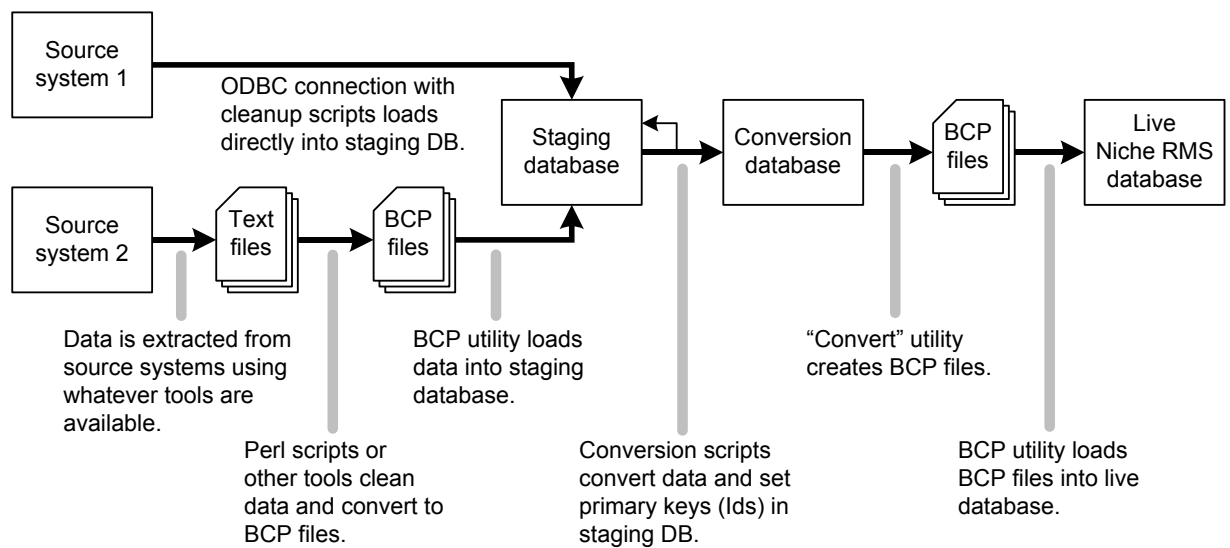 Source
system 1
ODBC connection with
cleanup scripts loads
directly into staging DB.
Staging
database
Conversion
database
BCP
files
Live
Niche RMS
database
Source
system 2
Text
files
BCP
files
Data is extracted from
source systems using
whatever tools are
available.
BCP utility loads
data into staging
database.
“Convert” utility
creates BCP files.
Perl scripts or
other tools clean
data and convert to
BCP files.
Conversion scripts
convert data and set
primary keys (Ids) in
staging DB.
BCP utility loads
BCP files into live
database.